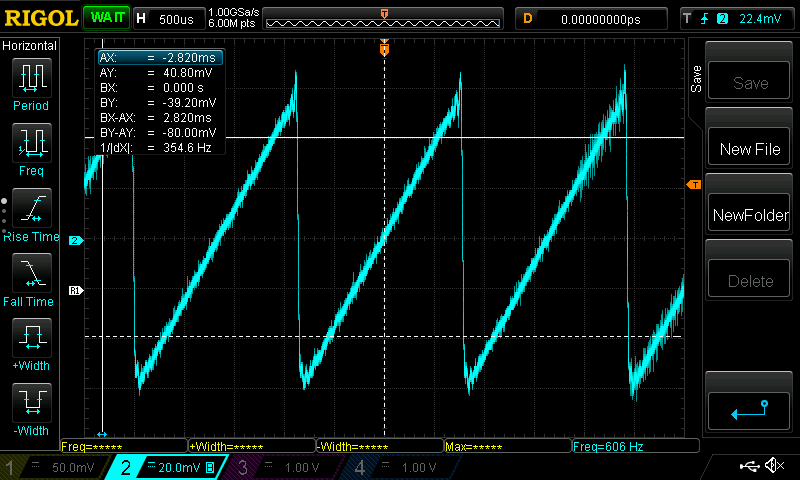 RIGOL WAIT H 500us 1.00GSa/s 6.00M pts T D 0.00000000ps T 2 22.4mV
Horizontal
Period
Freq
Rise Time
Fall Time
+Width
-Width
AX: = -2.820ms
AY: = 40.80mV
BX: = 0.000 s
BY: = -39.20mV
BX-AX: = 2.820ms
BY-AY: = -80.00mV
1/|dX|: = 354.6 Hz
T
T
2
R1
Save
Save
New File
NewFolder
Delete
Freq=***** +Width=***** -Width=***** Max=***** Freq=606 Hz
1 50.0mV 2 20.0mV B 3 1.00 V 4 1.00 V